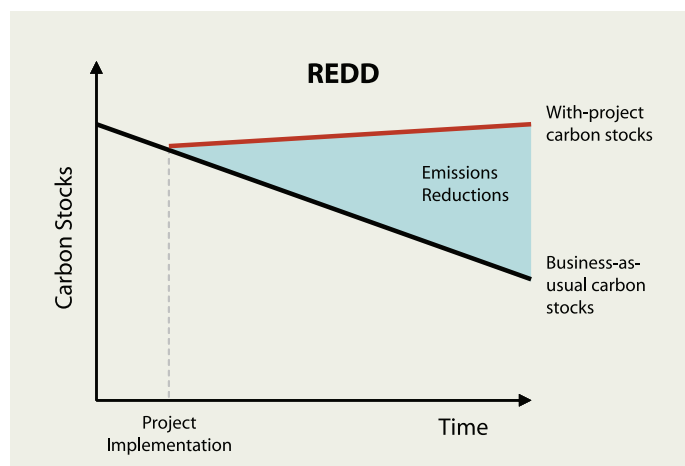 REDD
With-project
carbon stocks
Emissions
Reductions
Carbon Stocks
Business-as-
usual carbon
stocks
Project
Implementation
Time